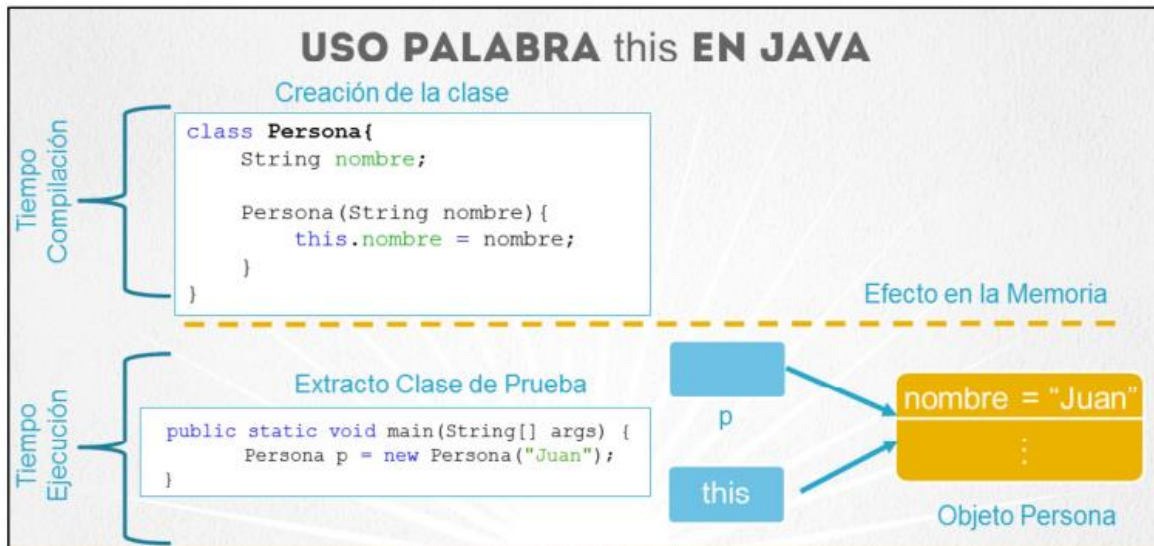 USO PALABRA this EN JAVA
Creación de la clase
Tiempo
Compilación
class Persona{
String nombre;
Persona(String nombre){
this.nombre = nombre;
}
}
Efecto en la Memoria
Tiempo
Ejecución
Extracto Clase de Prueba
public static void main(String[] args) {
Persona p = new Persona("Juan");
}
p
this
nombre = “Juan”
⋮
Objeto Persona